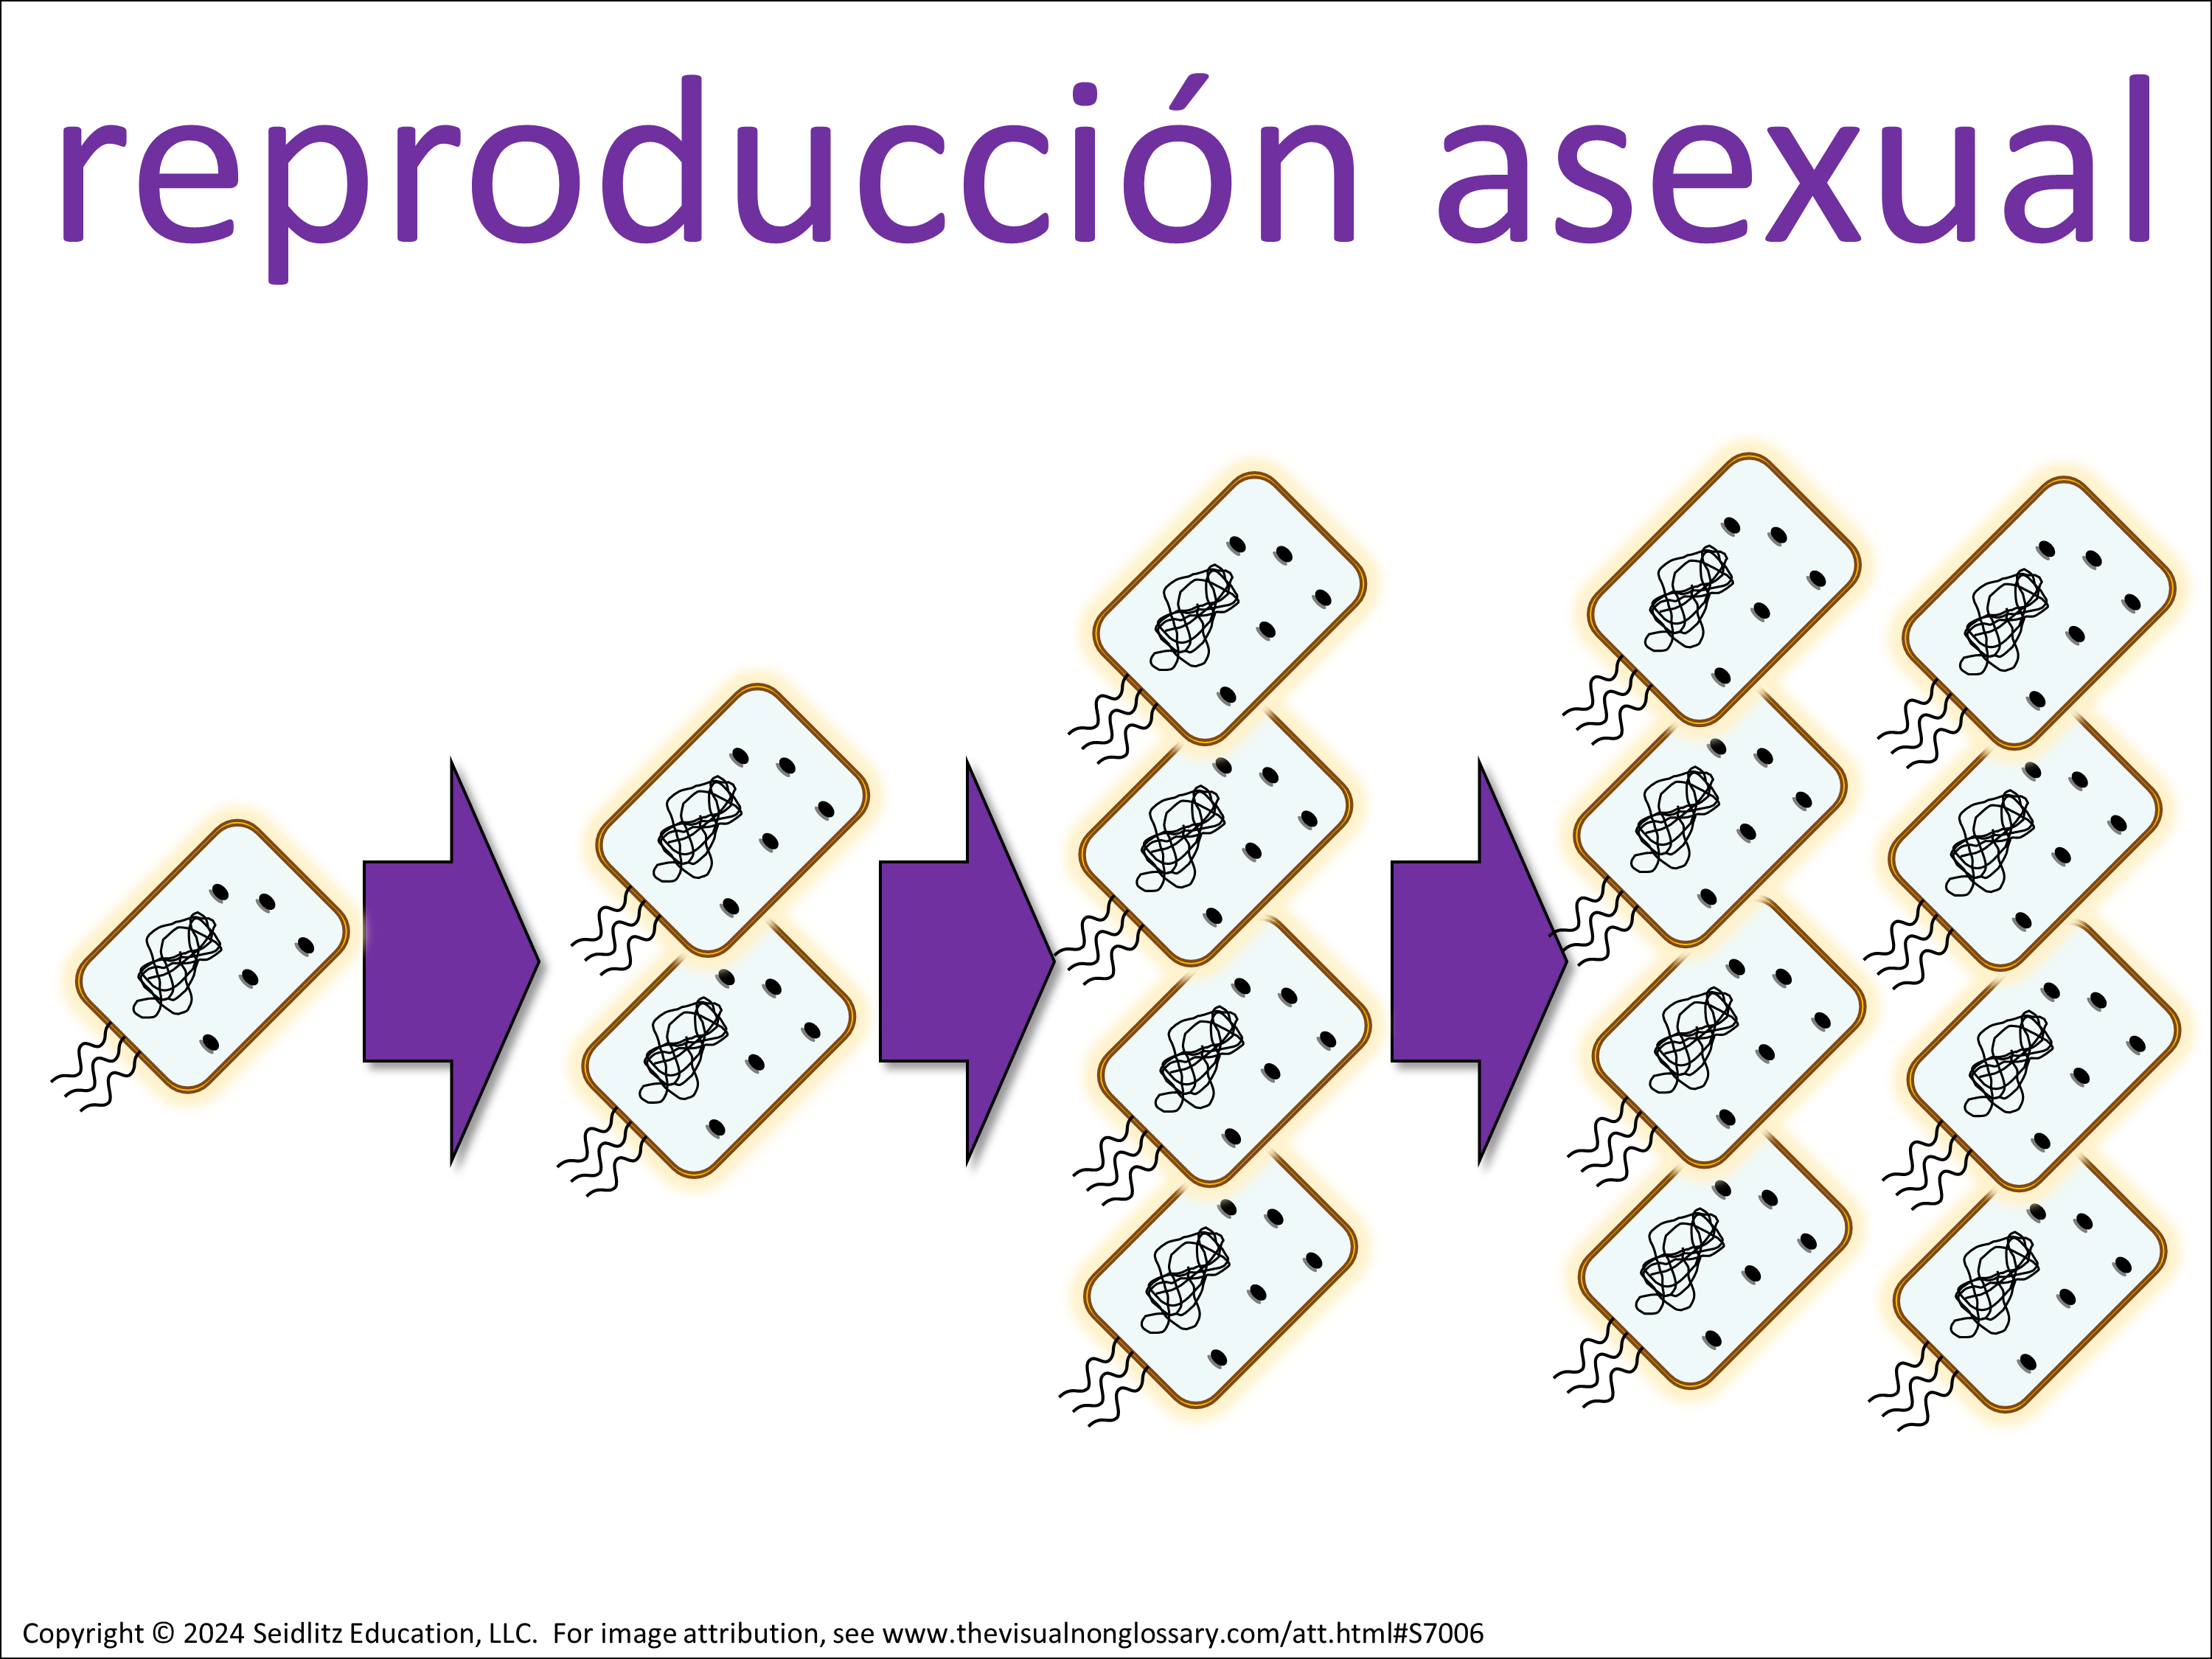 reproducción asexual
Copyright © 2024 Seidlitz Education, LLC.  For image attribution, see www.thevisualnonglossary.com/att.html#S7006